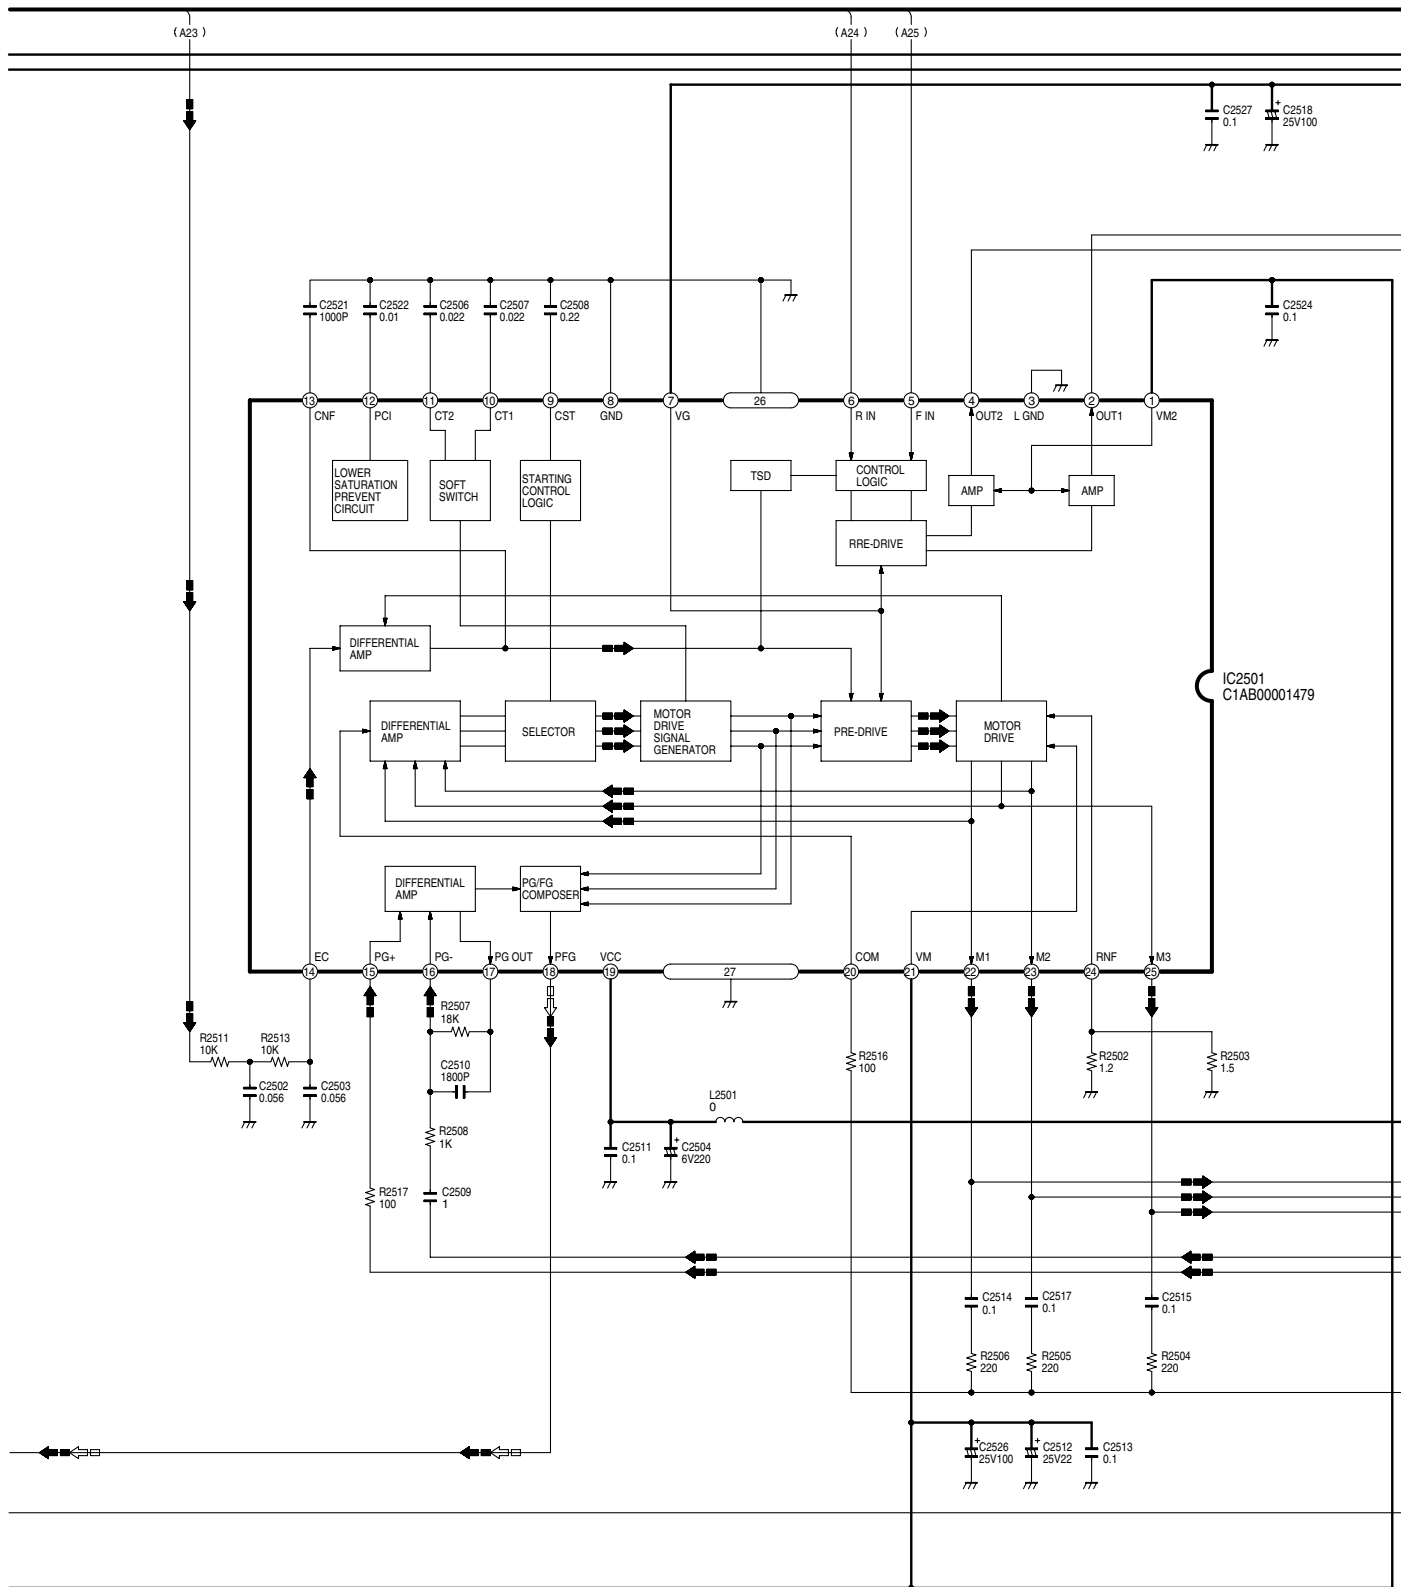 (A23)
(A24)
(A25)
C2527
0.1
+
C2518
25V100
C2521
1000P
C2522
0.01
C2506
0.022
C2507
0.022
C2508
0.22
C2524
0.1
13
12
11
10
9
8
7
26
6
5
4
3
2
1
CNF
PCI
CT2
CT1
CST
GND
VG
R IN
F IN
OUT2
L GND
OUT1
VM2
LOWER
SATURATION
PREVENT
CIRCUIT
SOFT
SWITCH
STARTING
CONTROL
LOGIC
TSD
CONTROL
LOGIC
AMP
AMP
RRE-DRIVE
DIFFERENTIAL
AMP
IC2501
C1AB00001479
DIFFERENTIAL
AMP
SELECTOR
MOTOR
DRIVE
SIGNAL
GENERATOR
PRE-DRIVE
MOTOR
DRIVE
DIFFERENTIAL
AMP
PG/FG
COMPOSER
EC
PG+
PG-
PG OUT
PFG
VCC
COM
VM
M1
M2
RNF
M3
14
15
16
17
18
19
27
20
21
22
23
24
25
R2507
18K
R2511
10K
R2513
10K
C2510
1800P
R2516
100
R2502
1.2
R2503
1.5
C2502
0.056
C2503
0.056
L2501
0
R2508
1K
C2511
0.1
+
C2504
6V220
R2517
100
C2509
1
C2514
0.1
C2517
0.1
C2515
0.1
R2506
220
R2505
220
R2504
220
+
C2526
25V100
+
C2512
25V22
C2513
0.1